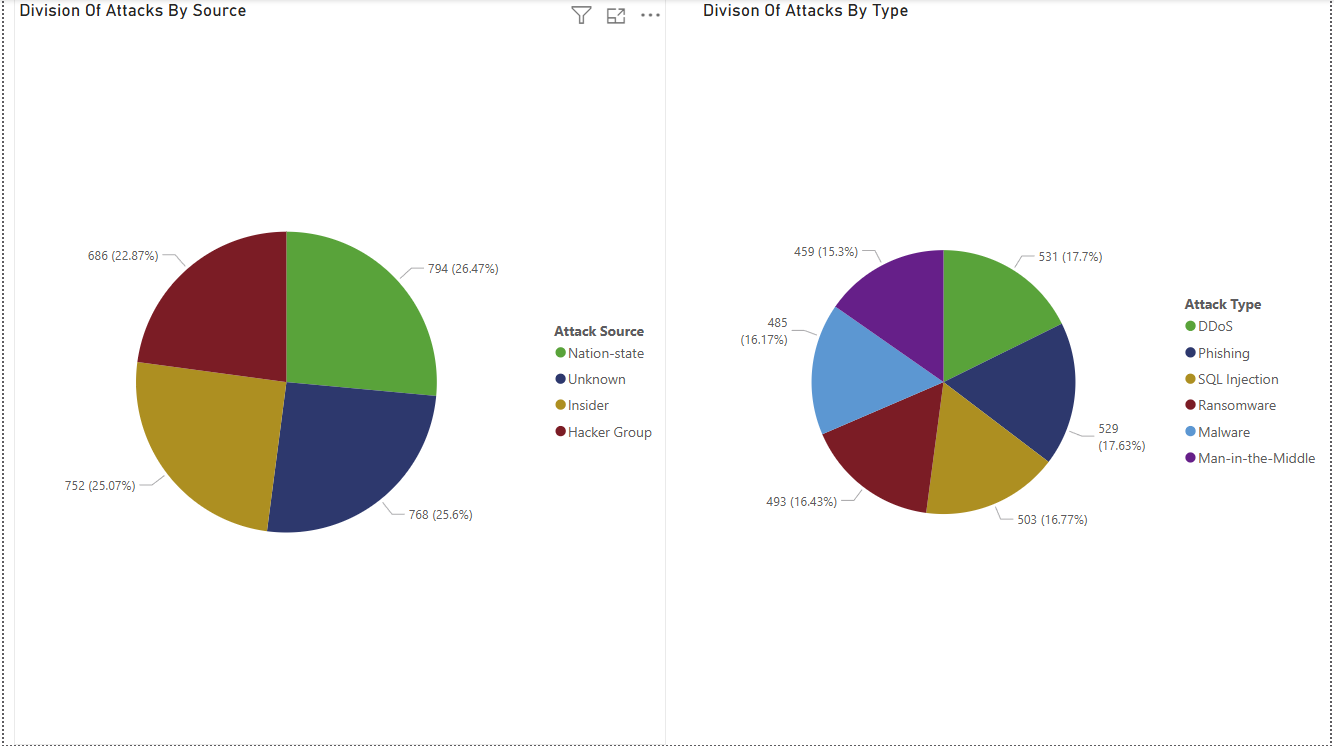 Division Of Attacks By Source
686 (22.87%)
794 (26.47%)
752 (25.07%)
768 (25.6%)
Attack Source
Nation-state
Unknown
Insider
Hacker Group
Divison Of Attacks By Type
459 (15.3%)
531 (17.7%)
485
(16.17%)
529
(17.63%)
493 (16.43%)
503 (16.77%)
Attack Type
DDoS
Phishing
SQL Injection
Ransomware
Malware
Man-in-the-Middle